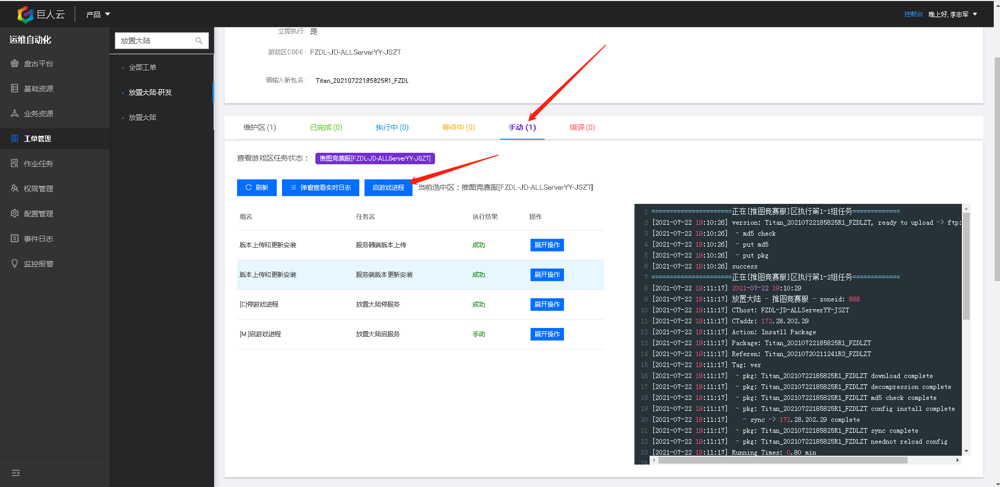 巨人云
产品
控制台 晚上好, 李志军
运维自动化
盘古平台
基础资源
业务资源
工单管理
作业任务
权限管理
配置管理
事件日志
监控报警
放置大陆
全部工单
放置大陆-研发
放置大陆
立即执行: 是
游戏区CODE: FZDL-JD-ALLServerYY-JSZT
请输入新包名: Titan_20210722185825R1_FZDL
维护区 (1) 已完成 (0) 执行中 (0) 等待中 (0) 手动 (1) 错误 (0)
查看游戏区任务状态： 推图竞赛服[FZDL-JD-ALLServerYY-JSZT]
刷新 弹窗查看实时日志 启游戏进程 当前选中区：推图竞赛服[FZDL-JD-ALLServerYY-JSZT]
组名 任务名 执行结果 操作
版本上传和更新安装 服务器端版本上传 成功 展开操作
版本上传和更新安装 服务端版本更新安装 成功 展开操作
[C]停游戏进程 放置大陆停服务 成功 展开操作
[M.]启游戏进程 放置大陆启服务 手动 展开操作
1 ======================正在[推图竞赛服]区执行第1-1组任务=============
2 [2021-07-22 19:10:26] version: Titan_20210722185825R1_FZDLZT, ready to upload -> ftp:
3 [2021-07-22 19:10:26] - md5 check
4 [2021-07-22 19:10:26] - put md5
5 [2021-07-22 19:10:26] - put pkg
6 [2021-07-22 19:10:26] success
7 ======================正在[推图竞赛服]区执行第1-2组任务=============
8 [2021-07-22 19:11:17] 2021-07-22 19:10:29
9 [2021-07-22 19:11:17] 放置大陆 - 推图竞赛服 - zoneid: 888
10 [2021-07-22 19:11:17] CThost: FZDL-JD-ALLServerYY-JSZT
11 [2021-07-22 19:11:17] CTaddr: 172.28.202.29
12 [2021-07-22 19:11:17] Action: Insatll Package
13 [2021-07-22 19:11:17] Package: Titan_20210722185825R1_FZDLZT
14 [2021-07-22 19:11:17] Referen: Titan_20210720211241R3_FZDLZT
15 [2021-07-22 19:11:17] Tag: ver
16 [2021-07-22 19:11:17] - pkg: Titan_20210722185825R1_FZDLZT download complete
17 [2021-07-22 19:11:17] - pkg: Titan_20210722185825R1_FZDLZT decompression complete
18 [2021-07-22 19:11:17] - pkg: Titan_20210722185825R1_FZDLZT md5 check complete
19 [2021-07-22 19:11:17] - pkg: Titan_20210722185825R1_FZDLZT config install complete
20 [2021-07-22 19:11:17] - sync -> 172.28.202.29 complete
21 [2021-07-22 19:11:17] - pkg: Titan_20210722185825R1_FZDLZT sync complete
22 [2021-07-22 19:11:17] - pkg: Titan_20210722185825R1_FZDLZT neednot reload config
23 [2021-07-22 19:11:17] Running Times: 0.80 min
24